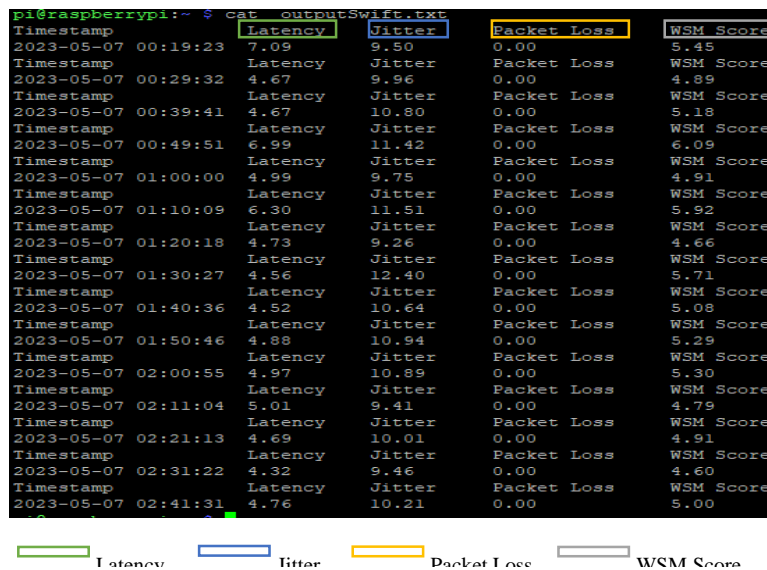 pi@raspberrypi:~ $ cat outputSwift.txt
Timestamp Latency Jitter Packet Loss WSM Score
2023-05-07 00:19:23 7.09 9.50 0.00 5.45
Timestamp Latency Jitter Packet Loss WSM Score
2023-05-07 00:29:32 4.67 9.96 0.00 4.89
Timestamp Latency Jitter Packet Loss WSM Score
2023-05-07 00:39:41 4.67 10.80 0.00 5.18
Timestamp Latency Jitter Packet Loss WSM Score
2023-05-07 00:49:51 6.99 11.42 0.00 6.09
Timestamp Latency Jitter Packet Loss WSM Score
2023-05-07 01:00:00 4.99 9.75 0.00 4.91
Timestamp Latency Jitter Packet Loss WSM Score
2023-05-07 01:10:09 6.30 11.51 0.00 5.92
Timestamp Latency Jitter Packet Loss WSM Score
2023-05-07 01:20:18 4.73 9.26 0.00 4.66
Timestamp Latency Jitter Packet Loss WSM Score
2023-05-07 01:30:27 4.56 12.40 0.00 5.71
Timestamp Latency Jitter Packet Loss WSM Score
2023-05-07 01:40:36 4.52 10.64 0.00 5.08
Timestamp Latency Jitter Packet Loss WSM Score
2023-05-07 01:50:46 4.88 10.94 0.00 5.29
Timestamp Latency Jitter Packet Loss WSM Score
2023-05-07 02:00:55 4.97 10.89 0.00 5.30
Timestamp Latency Jitter Packet Loss WSM Score
2023-05-07 02:11:04 5.01 9.41 0.00 4.79
Timestamp Latency Jitter Packet Loss WSM Score
2023-05-07 02:21:13 4.69 10.01 0.00 4.91
Timestamp Latency Jitter Packet Loss WSM Score
2023-05-07 02:31:22 4.32 9.46 0.00 4.60
Timestamp Latency Jitter Packet Loss WSM Score
2023-05-07 02:41:31 4.76 10.21 0.00 5.00
Latency Jitter Packet Loss WSM Score